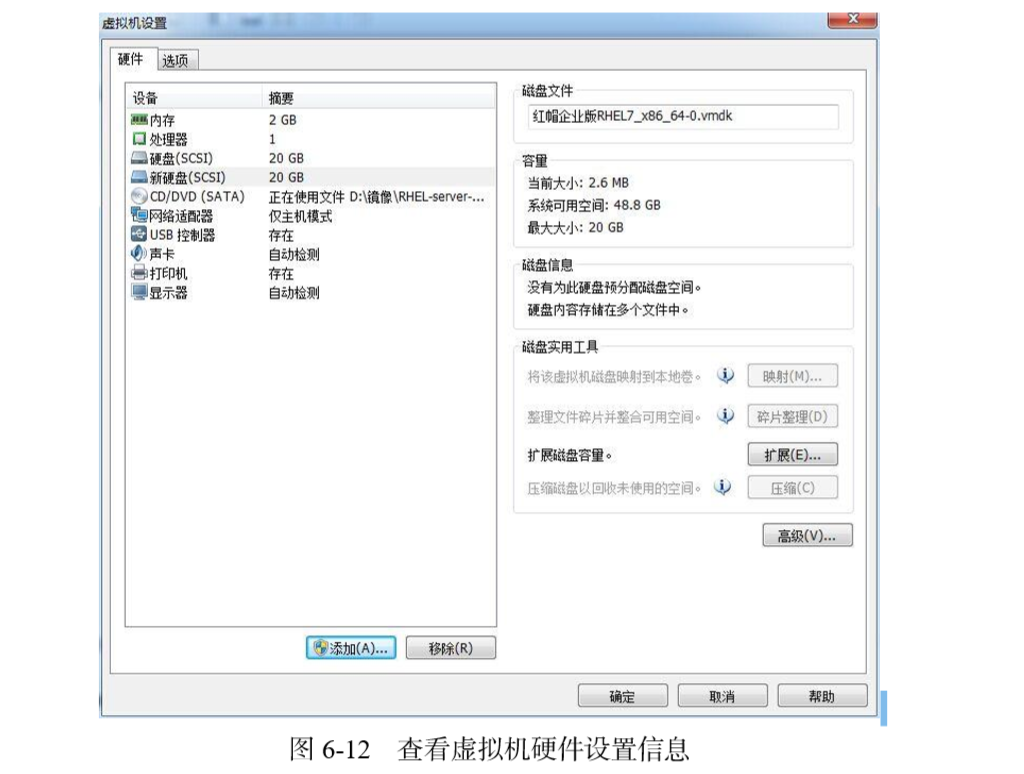 虚拟机设置
硬件 选项
设备 摘要
内存 2 GB
处理器 1
硬盘(SCSI) 20 GB
新硬盘(SCSI) 20 GB
CD/DVD (SATA) 正在使用文件 D:\镜像\RHEL-server-...
网络适配器 仅主机模式
USB 控制器 存在
声卡 自动检测
打印机 存在
显示器 自动检测
添加(A)... 移除(R)
磁盘文件
红帽企业版RHEL7_x86_64-0.vmdk
容量
当前大小: 2.6 MB
系统可用空间: 48.8 GB
最大大小: 20 GB
磁盘信息
没有为此硬盘预分配磁盘空间。
硬盘内容存储在多个文件中。
磁盘实用工具
将该虚拟机磁盘映射到本地卷。 映射(M)...
整理文件碎片并整合可用空间。 碎片整理(D)
扩展磁盘容量。 扩展(E)...
压缩磁盘以回收未使用的空间。 压缩(C)
高级(V)...
确定 取消 帮助
图 6-12 查看虚拟机硬件设置信息